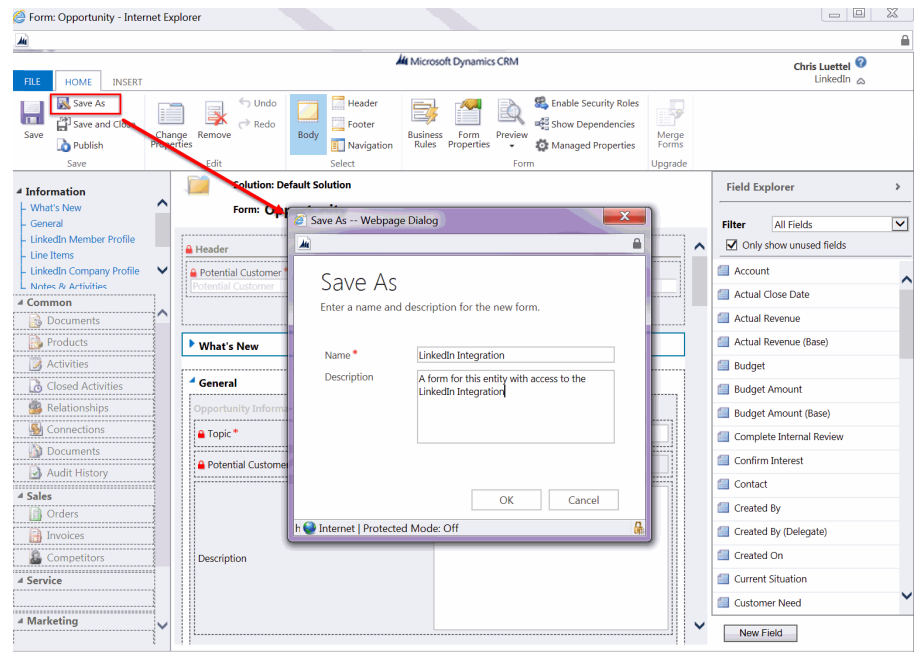 Form: Opportunity - Internet Explorer
Microsoft Dynamics CRM
Chris Luettel
LinkedIn
FILE
HOME
INSERT
Save
Save As
Save and Close
Publish
Save
Change
Properties
Remove
Undo
Redo
Edit
Body
Header
Footer
Navigation
Select
Business
Rules
Form
Properties
Preview
Enable Security Roles
Show Dependencies
Managed Properties
Form
Merge
Forms
Upgrade
Information
What's New
General
LinkedIn Member Profile
Line Items
LinkedIn Company Profile
Notes & Activities
Common
Documents
Products
Activities
Closed Activities
Relationships
Connections
Documents
Audit History
Sales
Orders
Invoices
Competitors
Service
Marketing
Solution: Default Solution
Form:
Header
Potential Customer *
Potential Customer
What's New
General
Opportunity Informa
Topic *
Potential Custome
Description
Save As -- Webpage Dialog
X
Save As
Enter a name and description for the new form.
Name *
LinkedIn Integration
Description
A form for this entity with access to the
LinkedIn Integration
OK
Cancel
h Internet | Protected Mode: Off
Field Explorer
Filter
All Fields
Only show unused fields
Account
Actual Close Date
Actual Revenue
Actual Revenue (Base)
Budget
Budget Amount
Budget Amount (Base)
Complete Internal Review
Confirm Interest
Contact
Created By
Created By (Delegate)
Created On
Current Situation
Customer Need
New Field